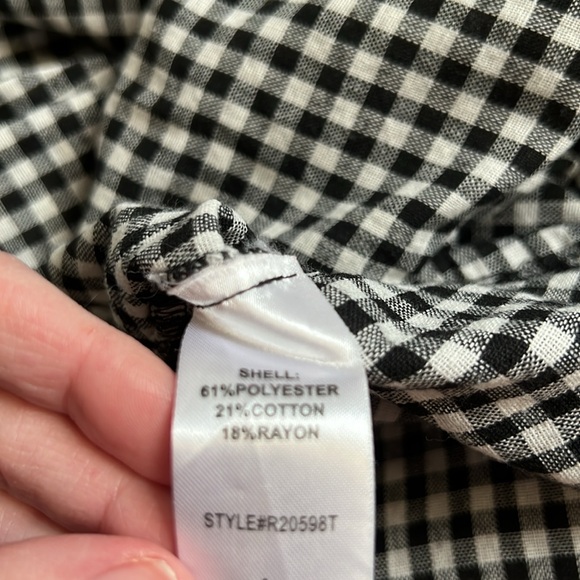 SHELL:
61%POLYESTER
21%COTTON
18%RAYON
STYLE#R20598T